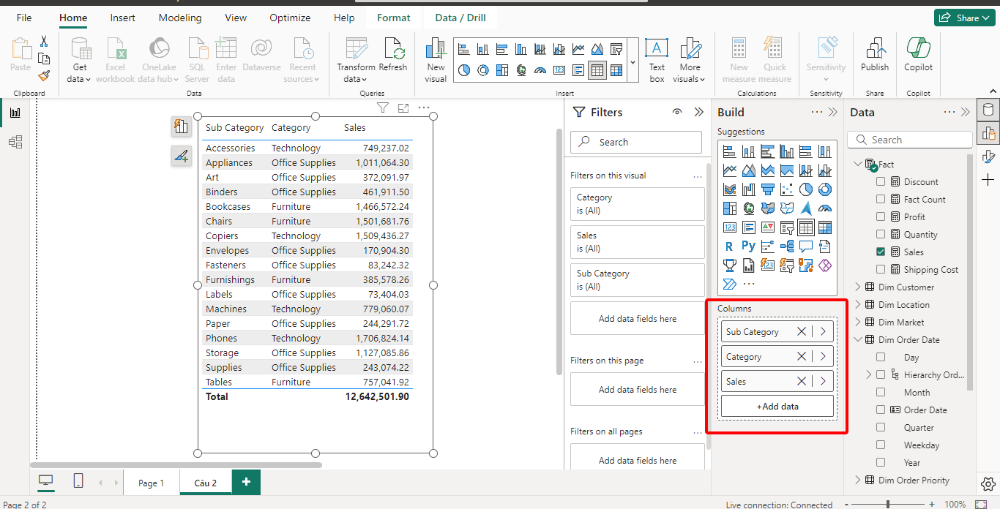 File Home Insert Modeling View Optimize Help Format Data / Drill Share
Paste
Get data
Excel workbook
OneLake data hub
SQL Server
Enter data
Dataverse
Recent sources
Transform data
Refresh
New visual
Text box
More visuals
New measure
Quick measure
Sensitivity
Publish
Copilot
Clipboard Data Queries Insert Calculations Sensitivity Share Copilot
Sub Category Category Sales
Accessories Technology 749,237.02
Appliances Office Supplies 1,011,064.30
Art Office Supplies 372,091.97
Binders Office Supplies 461,911.50
Bookcases Furniture 1,466,572.24
Chairs Furniture 1,501,681.76
Copiers Technology 1,509,436.27
Envelopes Office Supplies 170,904.30
Fasteners Office Supplies 83,242.32
Furnishings Furniture 385,578.26
Labels Office Supplies 73,404.03
Machines Technology 779,060.07
Paper Office Supplies 244,291.72
Phones Technology 1,706,824.14
Storage Office Supplies 1,127,085.86
Supplies Office Supplies 243,074.22
Tables Furniture 757,041.92
Total 12,642,501.90
Filters
Search
Filters on this visual
Category
is (All)
Sales
is (All)
Sub Category
is (All)
Add data fields here
Filters on this page
Add data fields here
Filters on all pages
Add data fields here
Build
Suggestions
R Py
123
Columns
Sub Category
Category
Sales
+Add data
Data
Search
Fact
Discount
Fact Count
Profit
Quantity
Sales
Shipping Cost
Dim Customer
Dim Location
Dim Market
Dim Order Date
Day
Hierarchy Ord...
Month
Order Date
Quarter
Weekday
Year
Dim Order Priority
Page 1 Câu 2 +
Page 2 of 2
Live connection: Connected - + 100%